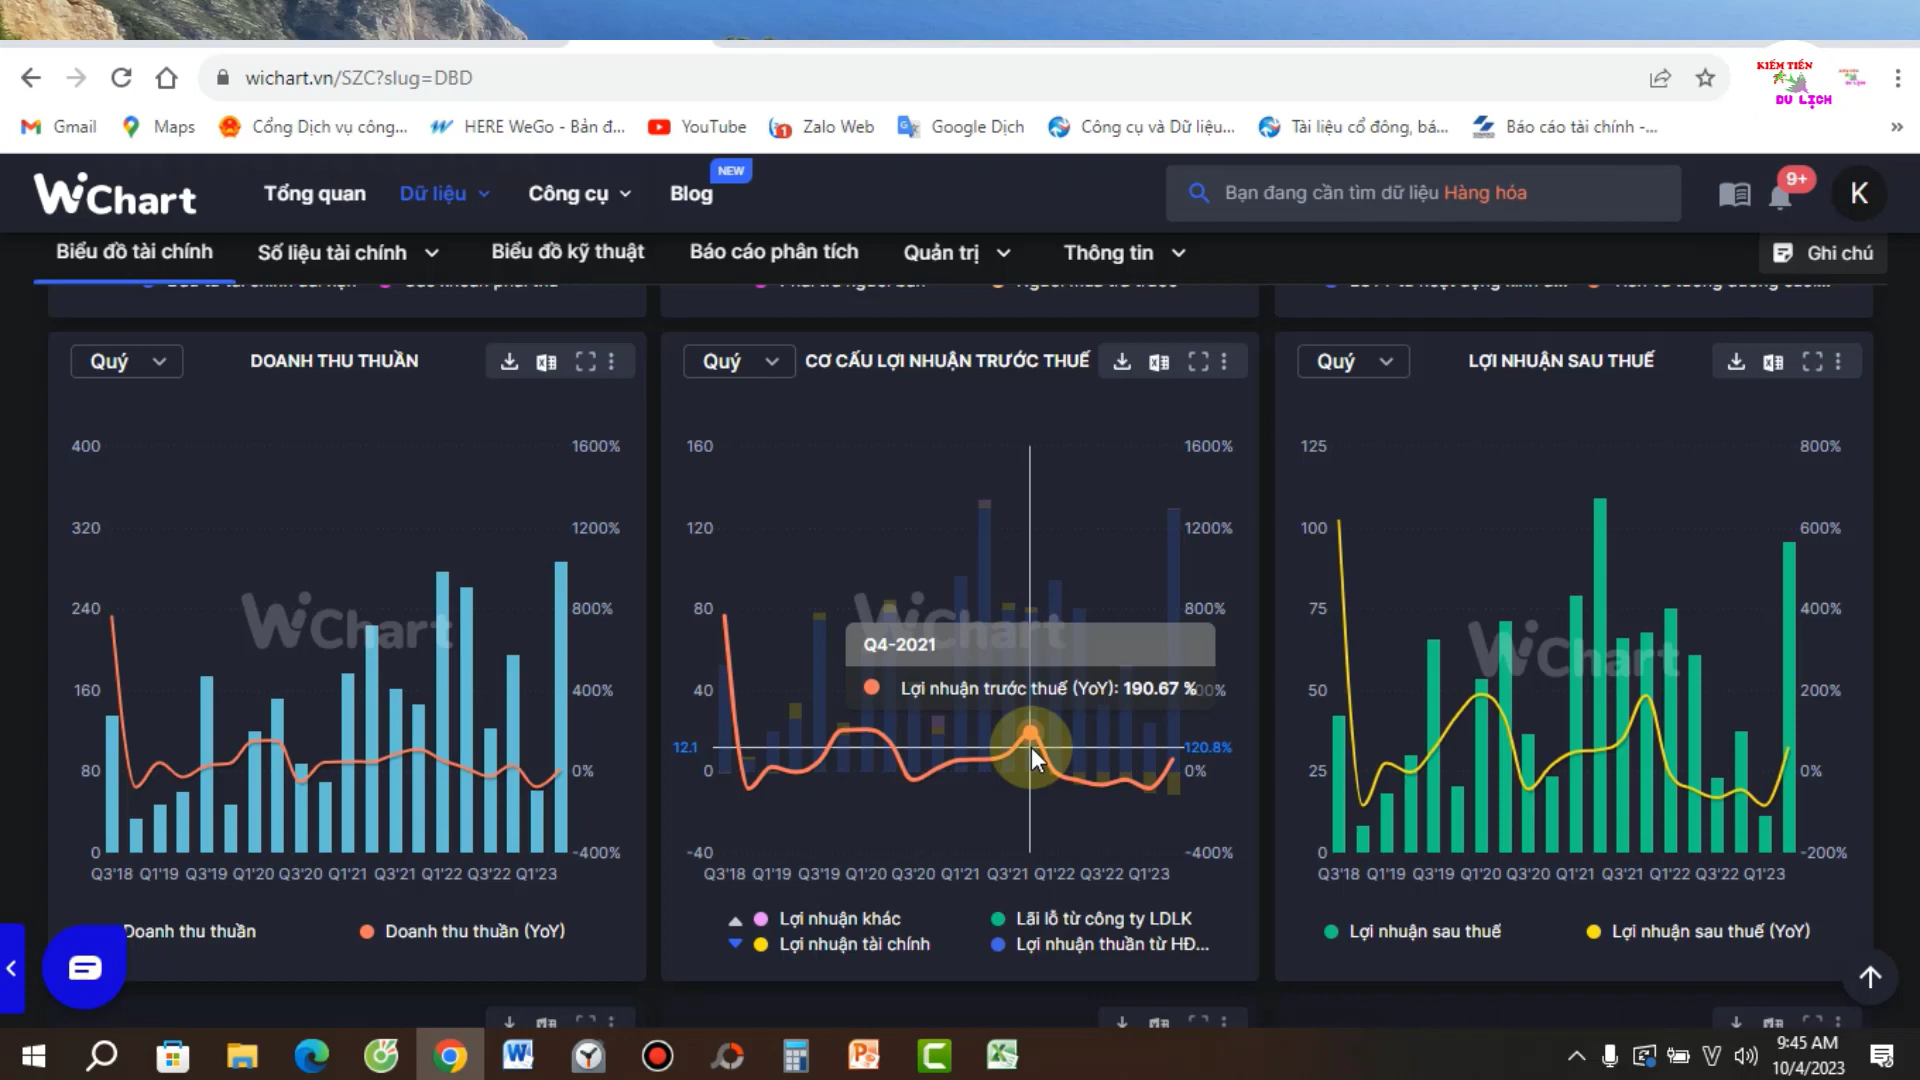 wichart.vn/SZC?slug=DBD
KIẾM TIỀN
DU LỊCH
Gmail
Maps
Cổng Dịch vụ công...
HERE WeGo - Bản đ...
YouTube
Zalo Web
Google Dịch
Công cụ và Dữ liệu...
Tài liệu cổ đông, bá...
Báo cáo tài chính -...
»
WiChart
Tổng quan
Dữ liệu
Công cụ
Blog
NEW
Bạn đang cần tìm dữ liệu Hàng hóa
9+
K
Biểu đồ tài chính
Số liệu tài chính
Biểu đồ kỹ thuật
Báo cáo phân tích
Quản trị
Thông tin
Ghi chú
Quý
DOANH THU THUẦN
400
320
240
160
80
0
1600%
1200%
800%
400%
0%
-400%
WiChart
Q3'18 Q1'19 Q3'19 Q1'20 Q3'20 Q1'21 Q3'21 Q1'22 Q3'22 Q1'23
Doanh thu thuần
Doanh thu thuần (YoY)
Quý
CƠ CẤU LỢI NHUẬN TRƯỚC THUẾ
160
120
80
40
12.1
0
-40
1600%
1200%
800%
120.8%
0%
-400%
WiChart
Q4-2021
Lợi nhuận trước thuế (YoY): 190.67 %
Q3'18 Q1'19 Q3'19 Q1'20 Q3'20 Q1'21 Q3'21 Q1'22 Q3'22 Q1'23
Lợi nhuận khác
Lãi lỗ từ công ty LDLK
Lợi nhuận tài chính
Lợi nhuận thuần từ HĐ...
Quý
LỢI NHUẬN SAU THUẾ
125
100
75
50
25
0
800%
600%
400%
200%
0%
-200%
WiChart
Q3'18 Q1'19 Q3'19 Q1'20 Q3'20 Q1'21 Q3'21 Q1'22 Q3'22 Q1'23
Lợi nhuận sau thuế
Lợi nhuận sau thuế (YoY)
9:45 AM
10/4/2023